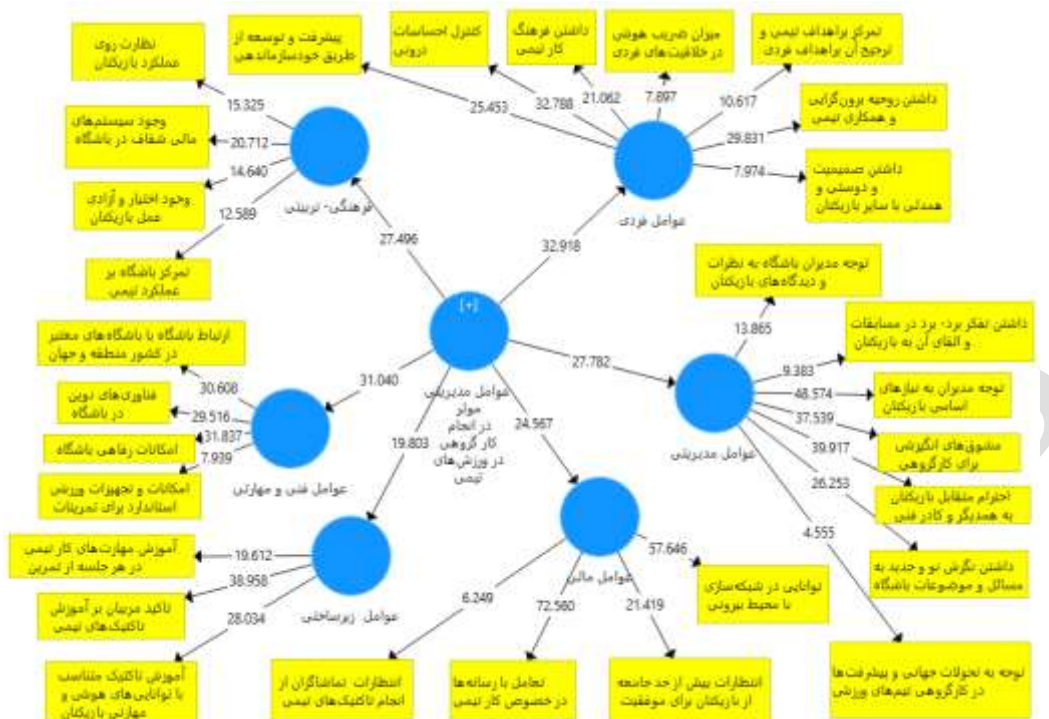 نظارت روی
عملکرد بازیکنان
پیشرفت و توسعه از
طریق خودسازماندهی
کنترل احساسات
درونی
داشتن فرهنگ
کار تیمی
میزان ضریب هوشی
در خلاقیت‌های فردی
تمرکز براهداف تیمی و
ترجیح آن براهداف فردی
وجود سیستم‌های
مالی شفاف در باشگاه
داشتن روحیه برون‌گرایی
و همکاری تیمی
وجود اختیار و آزادی
عمل بازیکنان
داشتن صمیمیت
و دوستی و
همدلی با سایر بازیکنان
تمرکز باشگاه بر
عملکرد تیمی
15.325
20.712
14.640
12.589
25.453
32.788
21.062
7.897
10.617
29.831
7.974
فرهنگی- تربیتی
عوامل فردی
27.496
32.918
[+]
توجه مدیران باشگاه به نظرات
و دیدگاه‌های بازیکنان
ارتباط باشگاه با باشگاه‌های معتبر
در کشور منطقه و جهان
داشتن تفکر برد- برد در مسابقات
و القای آن به بازیکنان
فناوری‌های نوین
در باشگاه
توجه مدیران به نیازهای
اساسی بازیکنان
امکانات رفاهی باشگاه
مشوق‌های انگیزشی
برای کارگروهی
امکانات و تجهیزات ورزشی
استاندارد برای تمرینات
احترام متقابل بازیکنان
به همدیگر و کادر فنی
30.608
29.516
31.837
7.939
31.040
27.782
13.865
9.383
48.574
37.539
39.917
26.253
4.555
عوامل فنی و مهارتی
عوامل مدیریتی
موثر
در انجام
کار گروهی
در ورزش‌های
تیمی
عوامل مدیریتی
19.803
24.567
آموزش مهارت‌های کار تیمی
در هر جلسه از تمرین
داشتن نگرش نو و جدید به
مسائل و موضوعات باشگاه
تاکید مربیان بر آموزش
تاکتیک‌های تیمی
توانایی در شبکه‌سازی
با محیط بیرونی
19.612
38.958
28.034
57.646
6.249
72.560
21.419
عوامل زیرساختی
عوامل مالی
آموزش تاکتیک متناسب
با توانایی‌های هوشی و
مهارتی بازیکنان
انتظارات تماشاگران از
انجام تاکتیک‌های تیمی
تعامل با رسانه‌ها
در خصوص کار تیمی
انتظارات بیش از حد جامعه
از بازیکنان برای موفقیت
توجه به تحولات جهانی و پیشرفت‌ها
در کارگروهی تیم‌های ورزشی